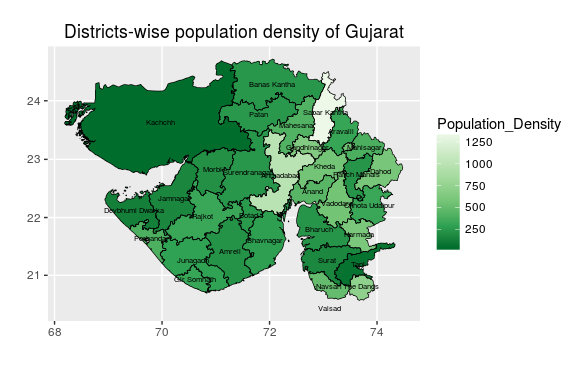 Districts-wise population density of Gujarat
24
23
22
21
68
70
72
74
Population_Density
1250
1000
750
500
250
Banas Kantha
Patan
Sabar Kantha
Mahesana
Kachchh
Aravalli
Gandhinagar
Mahisagar
Morbi
Surendranagar
Kheda
Panch Mahals
Dahod
Jamnagar
Anand
Devbhumi Dwarka
Rajkot
Botad
Vadodara
Chhota Udaipur
Porbandar
Bhavnagar
Bharuch
Narmada
Junagadh
Amreli
Surat
Gir Somnath
Navsari
The Dangs
Valsad